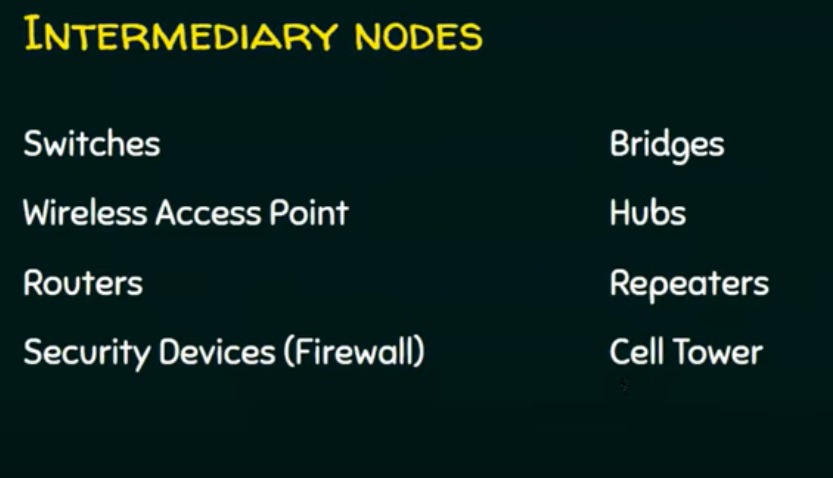 INTERMEDIARY NODES
Switches
Wireless Access Point
Routers
Security Devices (Firewall)
Bridges
Hubs
Repeaters
Cell Tower